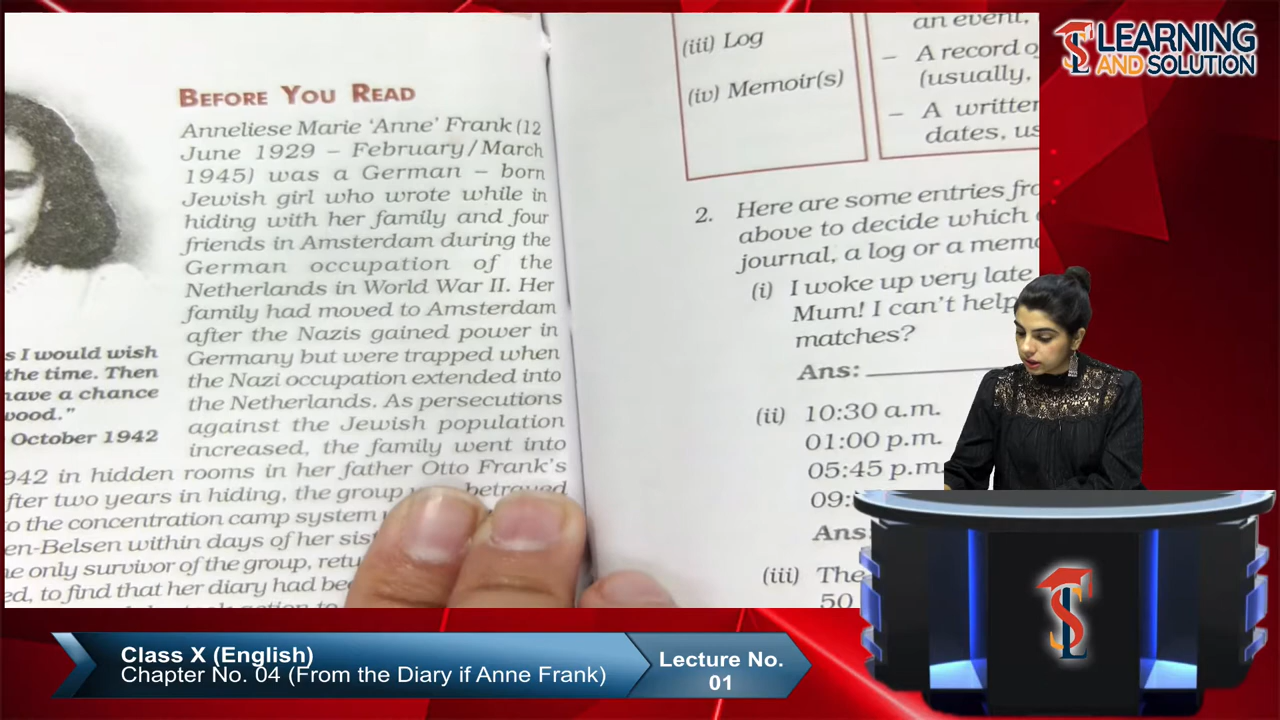 BEFORE YOU READ
Anneliese Marie 'Anne' Frank (12
June 1929 – February/March
1945) was a German – born
Jewish girl who wrote while in
hiding with her family and four
friends in Amsterdam during the
German occupation of the
Netherlands in World War II. Her
family had moved to Amsterdam
after the Nazis gained power in
Germany but were trapped when
the Nazi occupation extended into
the Netherlands. As persecutions
against the Jewish population
increased, the family went into
942 in hidden rooms in her father Otto Frank's
fter two years in hiding, the group betrayed
o the concentration camp system
en-Belsen within days of her sis
e only survivor of the group, retu
ed, to find that her diary had bee
s I would wish
the time. Then
have a chance
wood."
October 1942
(iii) Log
(iv) Memoir(s)
an event,
– A record o
(usually,
– A written
dates, us
2. Here are some entries fro
above to decide which
journal, a log or a memo
(i) I woke up very late
Mum! I can't help
matches?
Ans:
(ii) 10:30 a.m.
01:00 p.m.
05:45 p.m.
09:
Ans:
(iii) The
50
LEARNING
AND SOLUTION
Class X (English)
Chapter No. 04 (From the Diary if Anne Frank)
Lecture No.
01